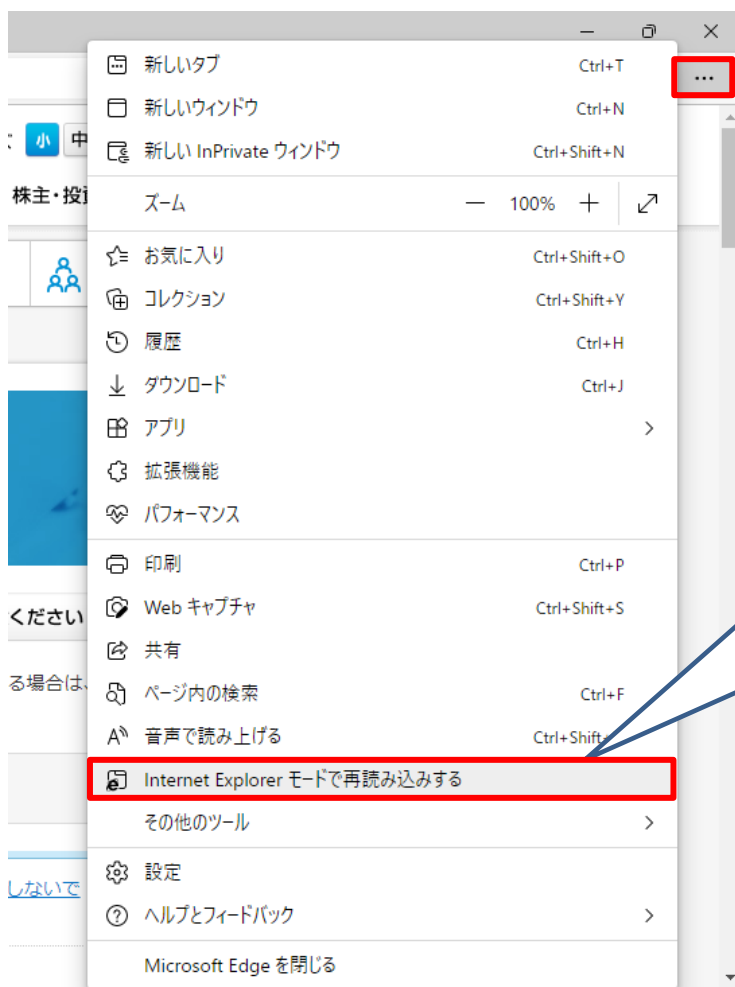 新しいタブ Ctrl+T
…
新しいウィンドウ Ctrl+N
小 中
新しい InPrivate ウィンドウ Ctrl+Shift+N
株主・投資
ズーム — 100% +
お気に入り Ctrl+Shift+O
コレクション Ctrl+Shift+Y
履歴 Ctrl+H
ダウンロード Ctrl+J
アプリ
拡張機能
パフォーマンス
印刷 Ctrl+P
Web キャプチャ Ctrl+Shift+S
ください
共有
る場合は、
ページ内の検索 Ctrl+F
音声で読み上げる Ctrl+Shift+
Internet Explorer モードで再読み込みする
その他のツール
設定
しないで
ヘルプとフィードバック
Microsoft Edge を閉じる